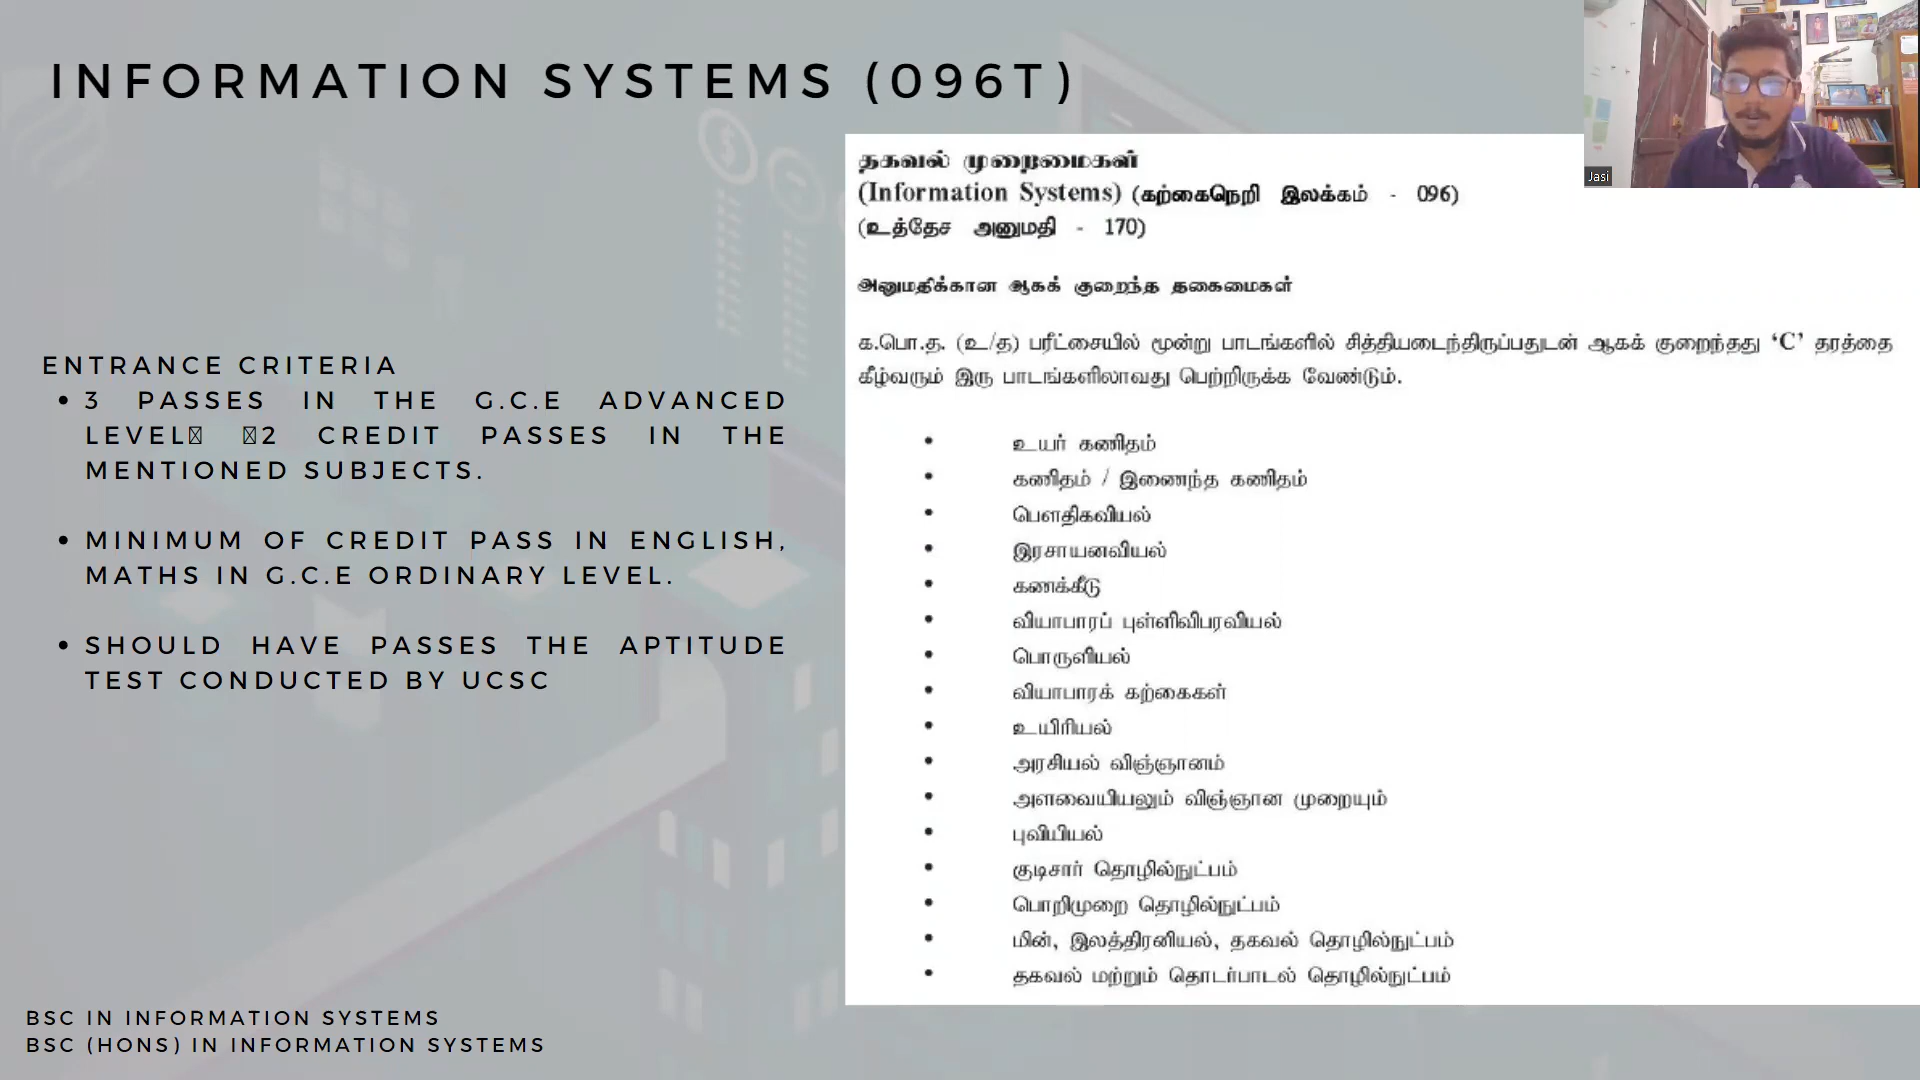 INFORMATION SYSTEMS (096T)
ENTRANCE CRITERIA
• 3 PASSES IN THE G.C.E ADVANCED
LEVEL 2 CREDIT PASSES IN THE
MENTIONED SUBJECTS.
• MINIMUM OF CREDIT PASS IN ENGLISH,
MATHS IN G.C.E ORDINARY LEVEL.
• SHOULD HAVE PASSES THE APTITUDE
TEST CONDUCTED BY UCSC
BSC IN INFORMATION SYSTEMS
BSC (HONS) IN INFORMATION SYSTEMS
தகவல் முறைமைகள்
(Information Systems) (கற்கைநெறி இலக்கம் - 096)
(உத்தேச அனுமதி - 170)
அனுமதிக்கான ஆகக் குறைந்த தகைமைகள்
க.பொ.த. (உ/த) பரீட்சையில் மூன்று பாடங்களில் சித்தியடைந்திருப்பதுடன் ஆகக் குறைந்தது ‘C’ தரத்தை
கீழ்வரும் இரு பாடங்களிலாவது பெற்றிருக்க வேண்டும்.
• உயர் கணிதம்
• கணிதம் / இணைந்த கணிதம்
• பௌதிகவியல்
• இரசாயனவியல்
• கணக்கீடு
• வியாபாரப் புள்ளிவிபரவியல்
• பொருளியல்
• வியாபாரக் கற்கைகள்
• உயிரியல்
• அரசியல் விஞ்ஞானம்
• அளவையியலும் விஞ்ஞான முறையும்
• புவியியல்
• குடிசார் தொழில்நுட்பம்
• பொறிமுறை தொழில்நுட்பம்
• மின், இலத்திரனியல், தகவல் தொழில்நுட்பம்
• தகவல் மற்றும் தொடர்பாடல் தொழில்நுட்பம்
Jasi